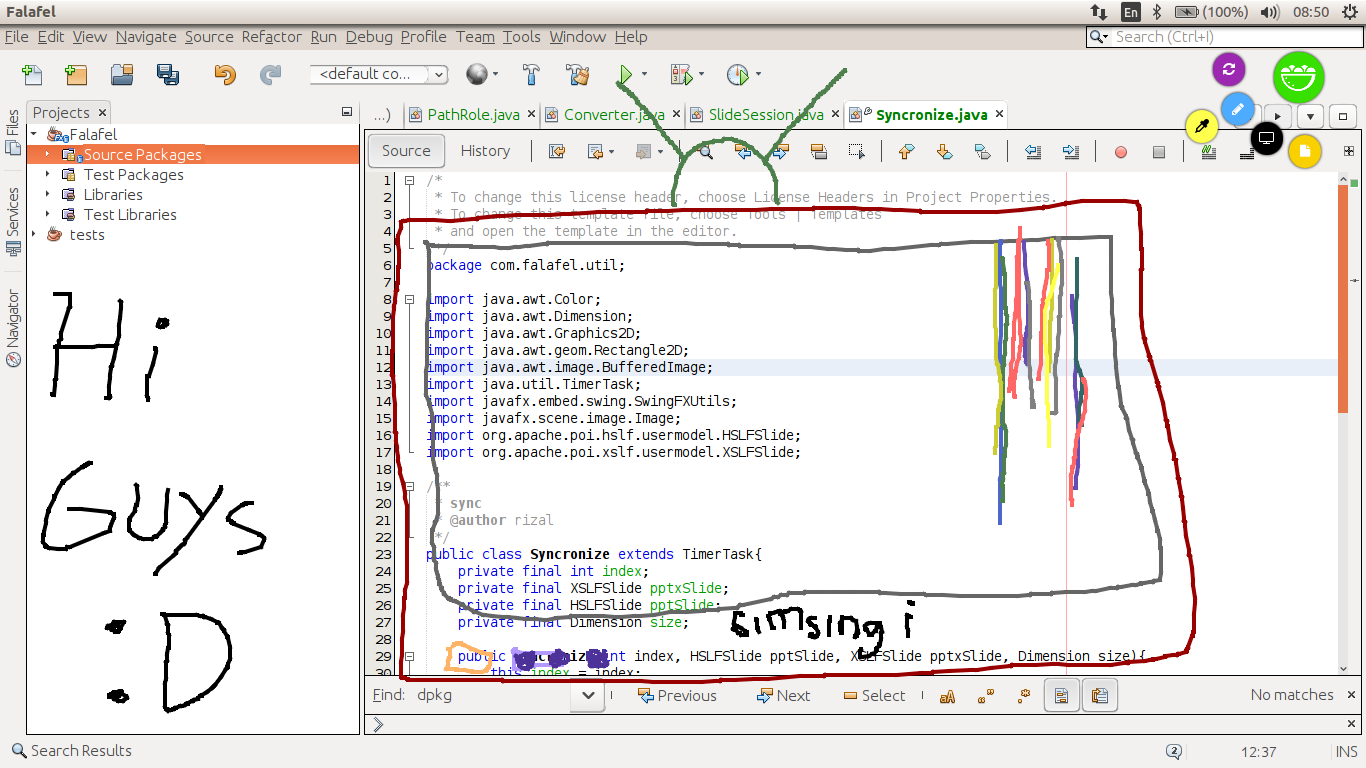 Falafel
En (100%) 08:50
File Edit View Navigate Source Refactor Run Debug Profile Team Tools Window Help
Search (Ctrl+I)
<default co...
Files
Services
Navigator
Projects ×
Falafel
Source Packages
Test Packages
Libraries
Test Libraries
tests
Hi
Guys
:D
...) PathRole.java × Converter.java × SlideSession.java × Syncronize.java ×
Source History
1 /*
2 * To change this license header, choose License Headers in Project Properties.
3 * To change this template file, choose Tools | Templates
4 * and open the template in the editor.
5 */
6 package com.falafel.util;
7
8 import java.awt.Color;
9 import java.awt.Dimension;
10 import java.awt.Graphics2D;
11 import java.awt.geom.Rectangle2D;
12 import java.awt.image.BufferedImage;
13 import java.util.TimerTask;
14 import javafx.embed.swing.SwingFXUtils;
15 import javafx.scene.image.Image;
16 import org.apache.poi.hslf.usermodel.HSLFSlide;
17 import org.apache.poi.xslf.usermodel.XSLFSlide;
18
19 /**
20 * sync
21 * @author rizal
22 */
23 public class Syncronize extends TimerTask{
24 private final int index;
25 private final XSLFSlide pptxSlide;
26 private final HSLFSlide pptSlide;
27 private final Dimension size;
simsing i
28
29 public int index, HSLFSlide pptSlide, XSLFSlide pptxSlide, Dimension size){
30 this.index = index;
Find: dpkg Previous Next Select aA No matches ×
Search Results
2 12:37 INS